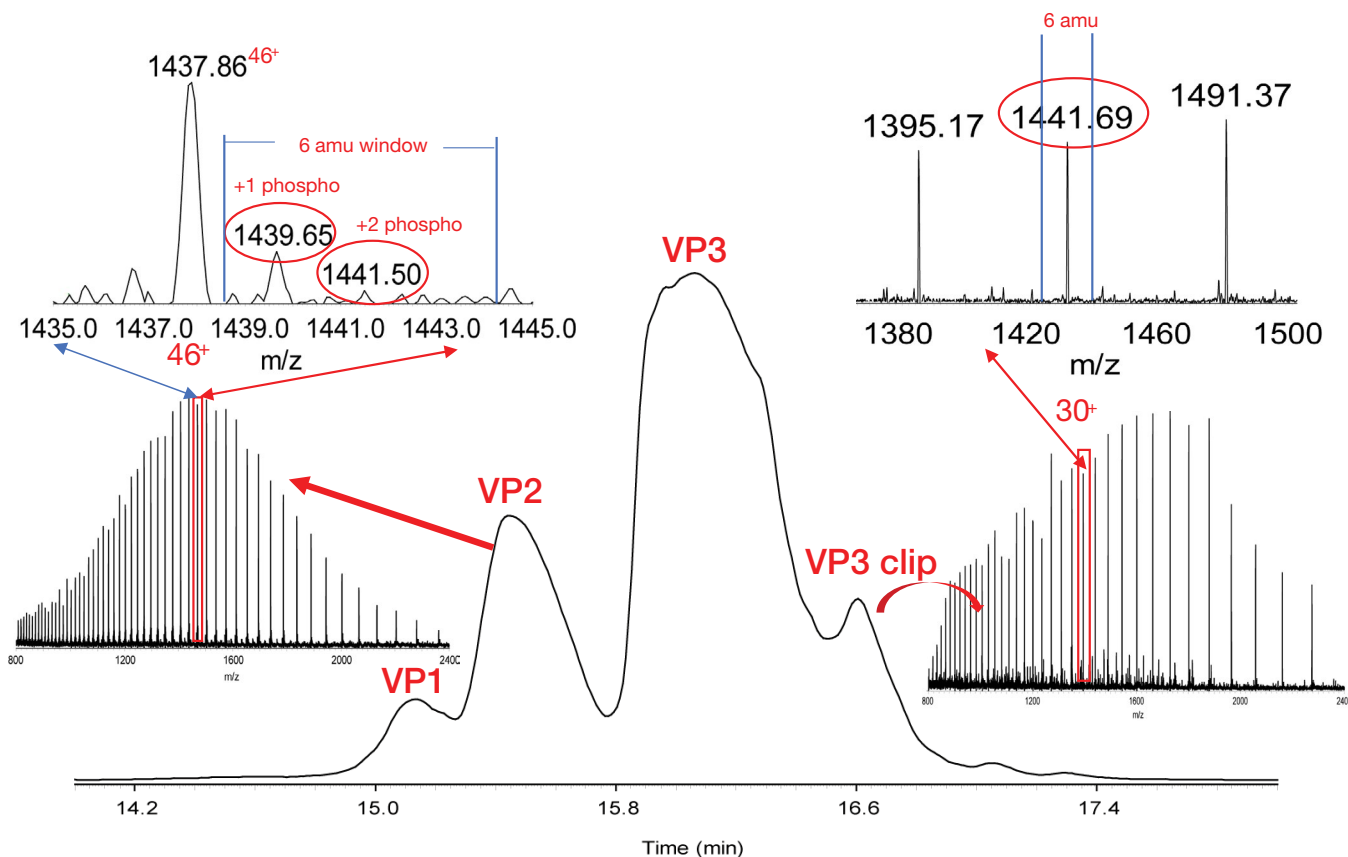 1437.86 46+
6 amu window
+1 phospho
1439.65
+2 phospho
1441.50
1435.0 1437.0 1439.0 1441.0 1443.0 1445.0
46+
m/z
800 1200 1600 2000 240
m/z
6 amu
1395.17
1441.69
1491.37
1380 1420 1460 1500
m/z
30+
800 1200 1600 2000 24
m/z
VP1
VP2
VP3
VP3 clip
14.2 15.0 15.8 16.6 17.4
Time (min)